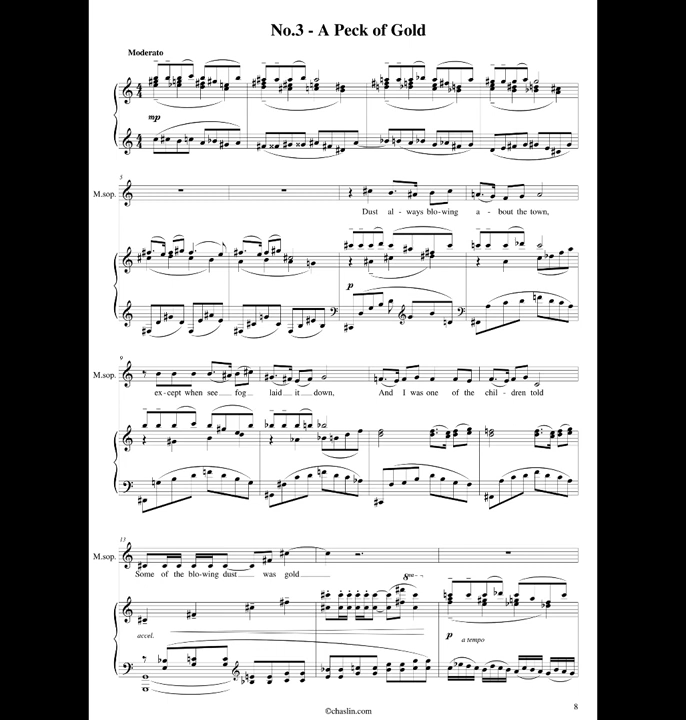 No.3 - A Peck of Gold
Moderato
mp
5
M.sop.
Dust al - ways blo-wing a - bout the town,
p
9
M.sop.
ex-cept when see fog laid it down, And I was one of the chil - dren told
13
M.sop.
Some of the blo-wing dust was gold
8va
accel.
p
a tempo
©chaslin.com
8